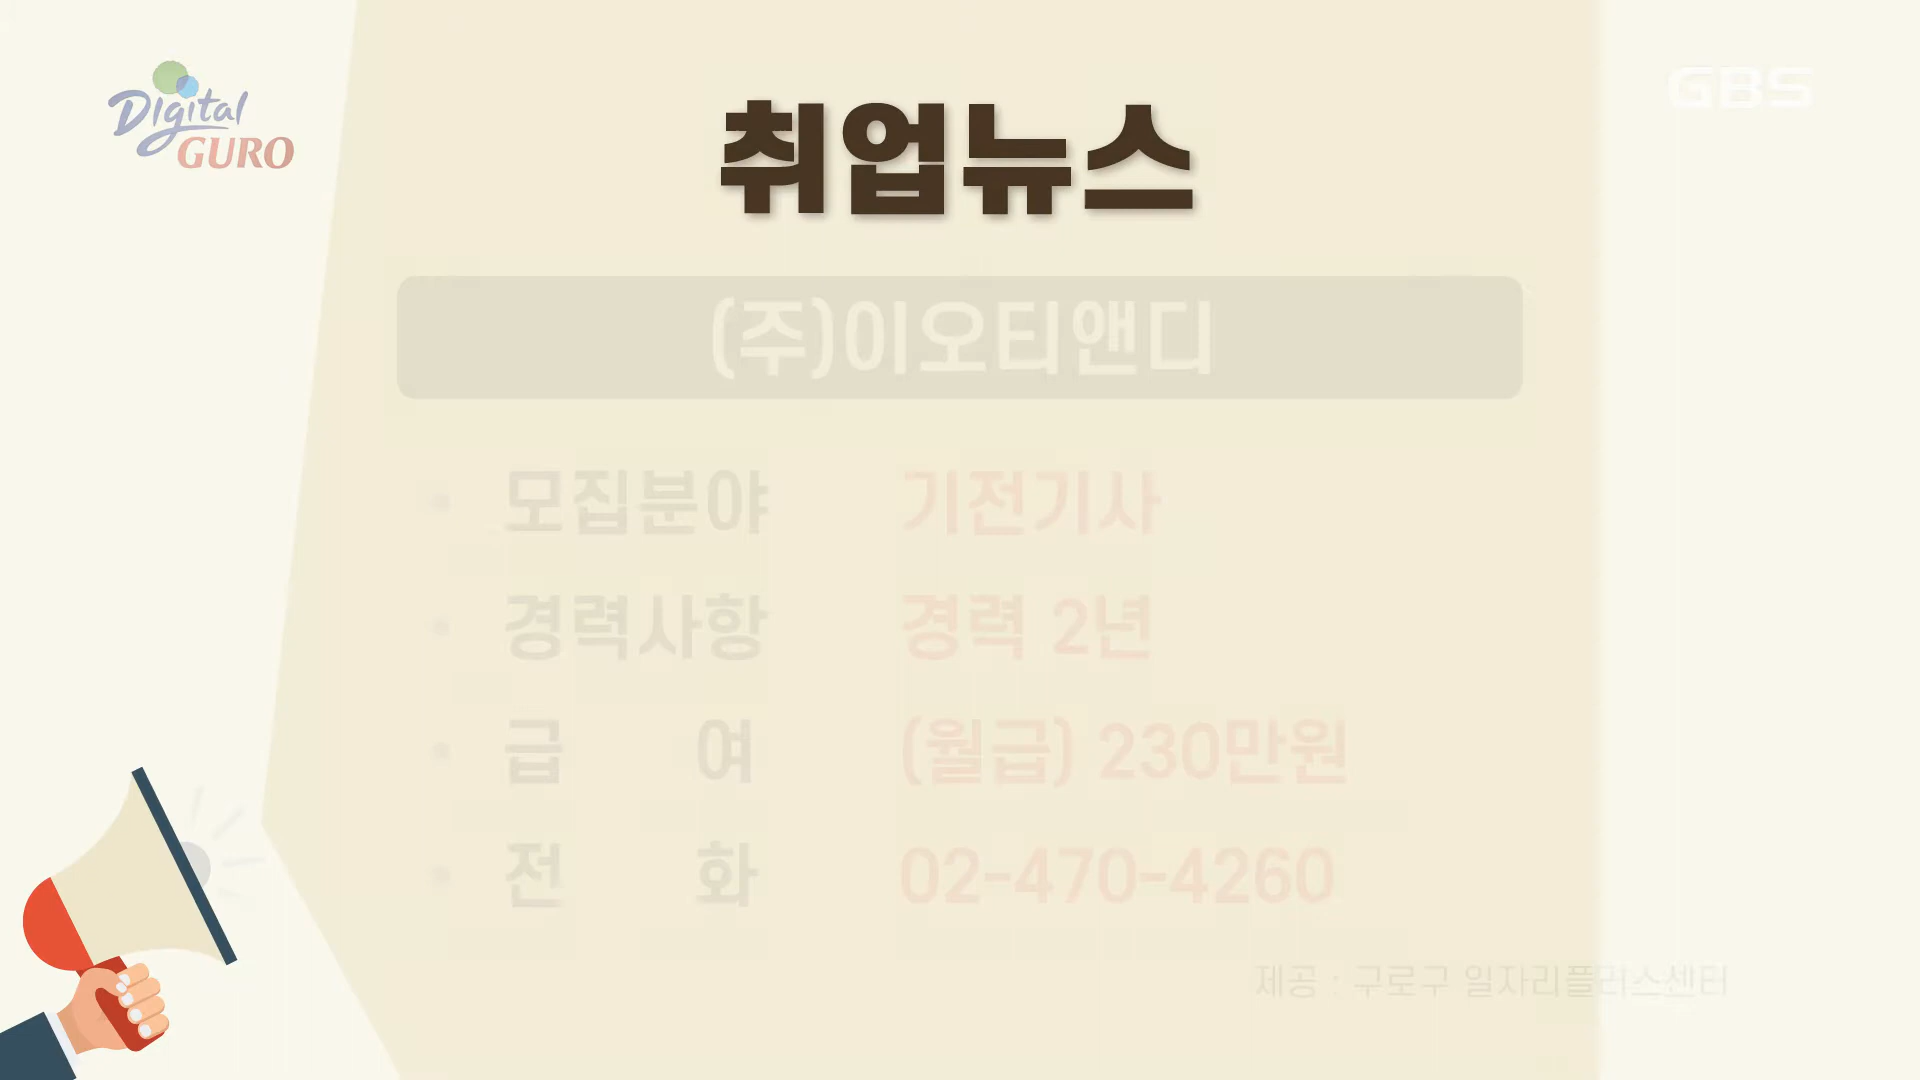 Digital
GURO
GBS
취업뉴스
(주)이오티앤디
• 모집분야 기전기사
• 경력사항 경력 2년
• 급 여 (월급) 230만원
• 전 화 02-470-4260
제공 : 구로구 일자리플러스센터